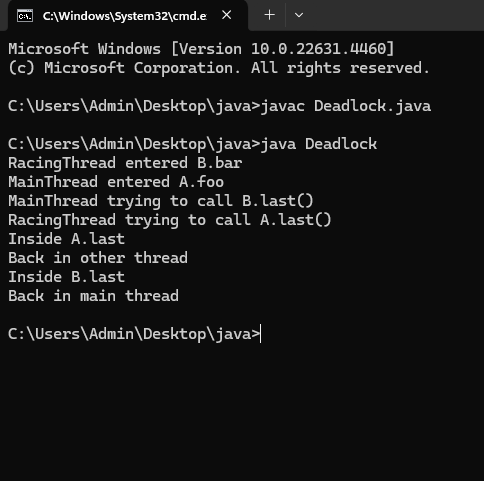 C:\Windows\System32\cmd.e
Microsoft Windows [Version 10.0.22631.4460]
(c) Microsoft Corporation. All rights reserved.
C:\Users\Admin\Desktop\java>javac Deadlock.java
C:\Users\Admin\Desktop\java>java Deadlock
RacingThread entered B.bar
MainThread entered A.foo
MainThread trying to call B.last()
RacingThread trying to call A.last()
Inside A.last
Back in other thread
Inside B.last
Back in main thread
C:\Users\Admin\Desktop\java>